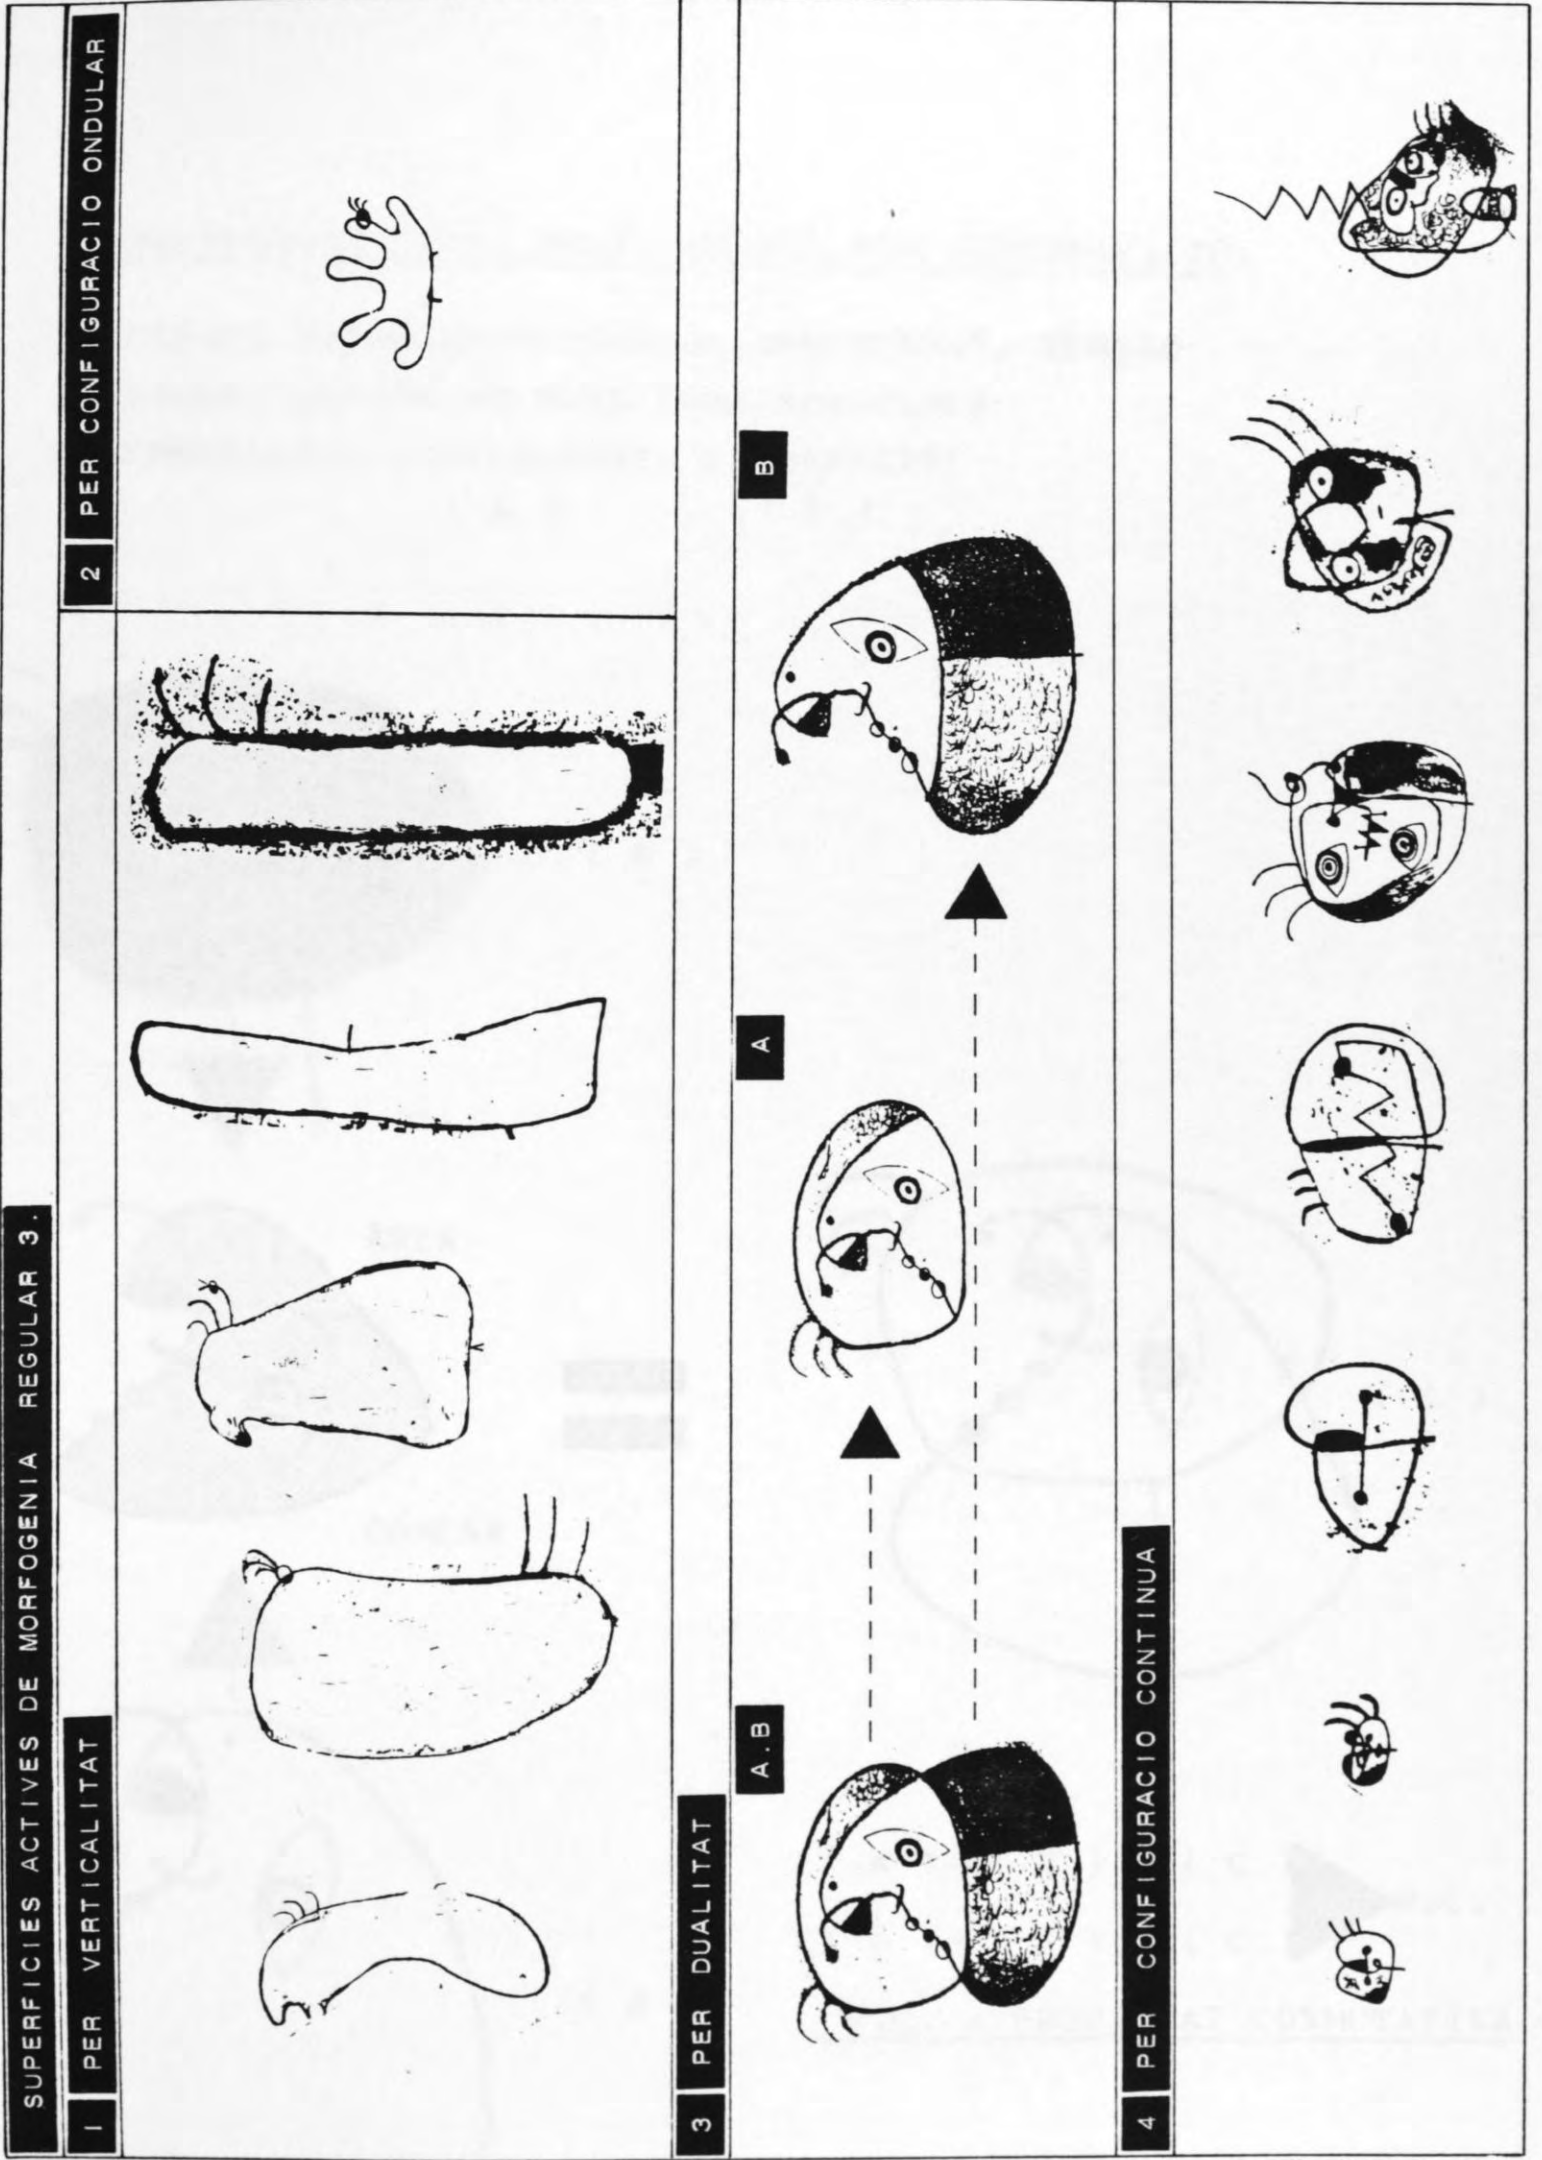 SUPERFICIES ACTIVES DE MORFOGENIA REGULAR 3.
1 PER VERTICALITAT
2 PER CONFIGURACIO ONDULAR
3 PER DUALITAT
A.B
A
B
4 PER CONFIGURACIO CONTINUA